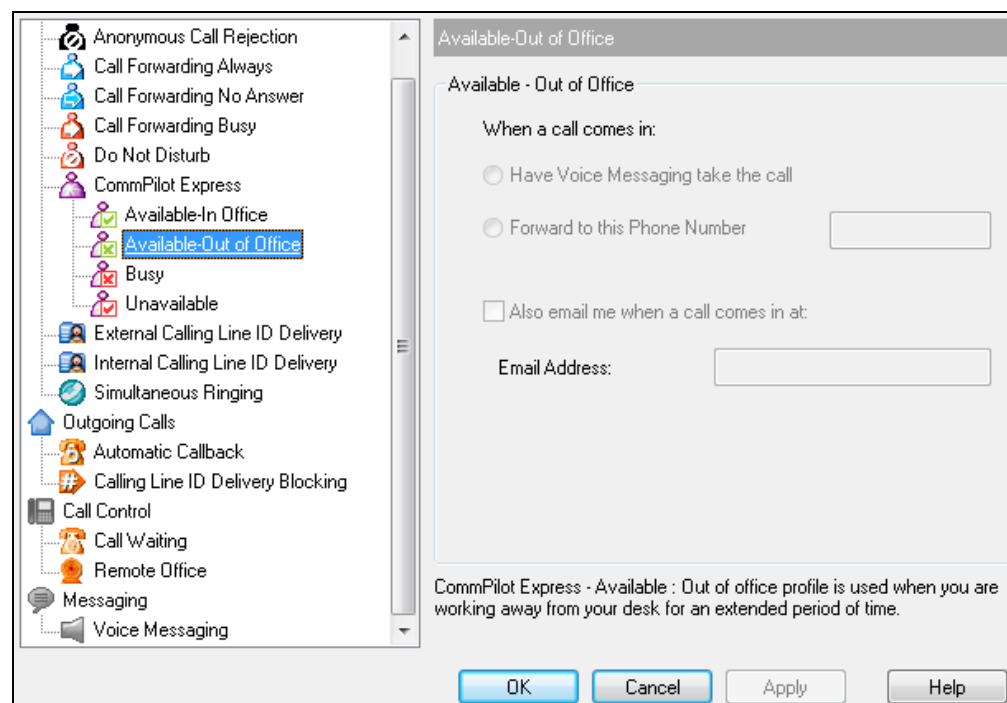 Anonymous Call Rejection
Call Forwarding Always
Call Forwarding No Answer
Call Forwarding Busy
Do Not Disturb
CommPilot Express
Available-In Office
Available-Out of Office
Busy
Unavailable
External Calling Line ID Delivery
Internal Calling Line ID Delivery
Simultaneous Ringing
Outgoing Calls
Automatic Callback
Calling Line ID Delivery Blocking
Call Control
Call Waiting
Remote Office
Messaging
Voice Messaging
Available-Out of Office
Available - Out of Office
When a call comes in:
Have Voice Messaging take the call
Forward to this Phone Number
Also email me when a call comes in at:
Email Address:
CommPilot Express - Available : Out of office profile is used when you are
working away from your desk for an extended period of time.
OK
Cancel
Apply
Help